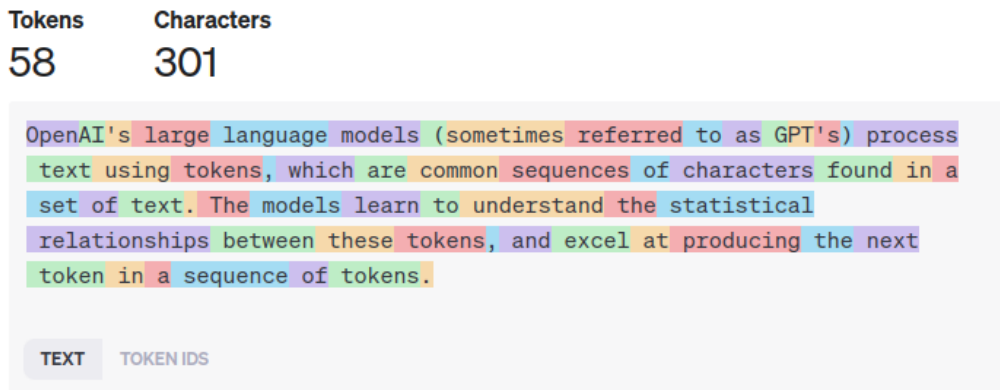 Tokens Characters
58 301
OpenAI's large language models (sometimes referred to as GPT's) process
text using tokens, which are common sequences of characters found in a
set of text. The models learn to understand the statistical
relationships between these tokens, and excel at producing the next
token in a sequence of tokens.
TEXT TOKEN IDS